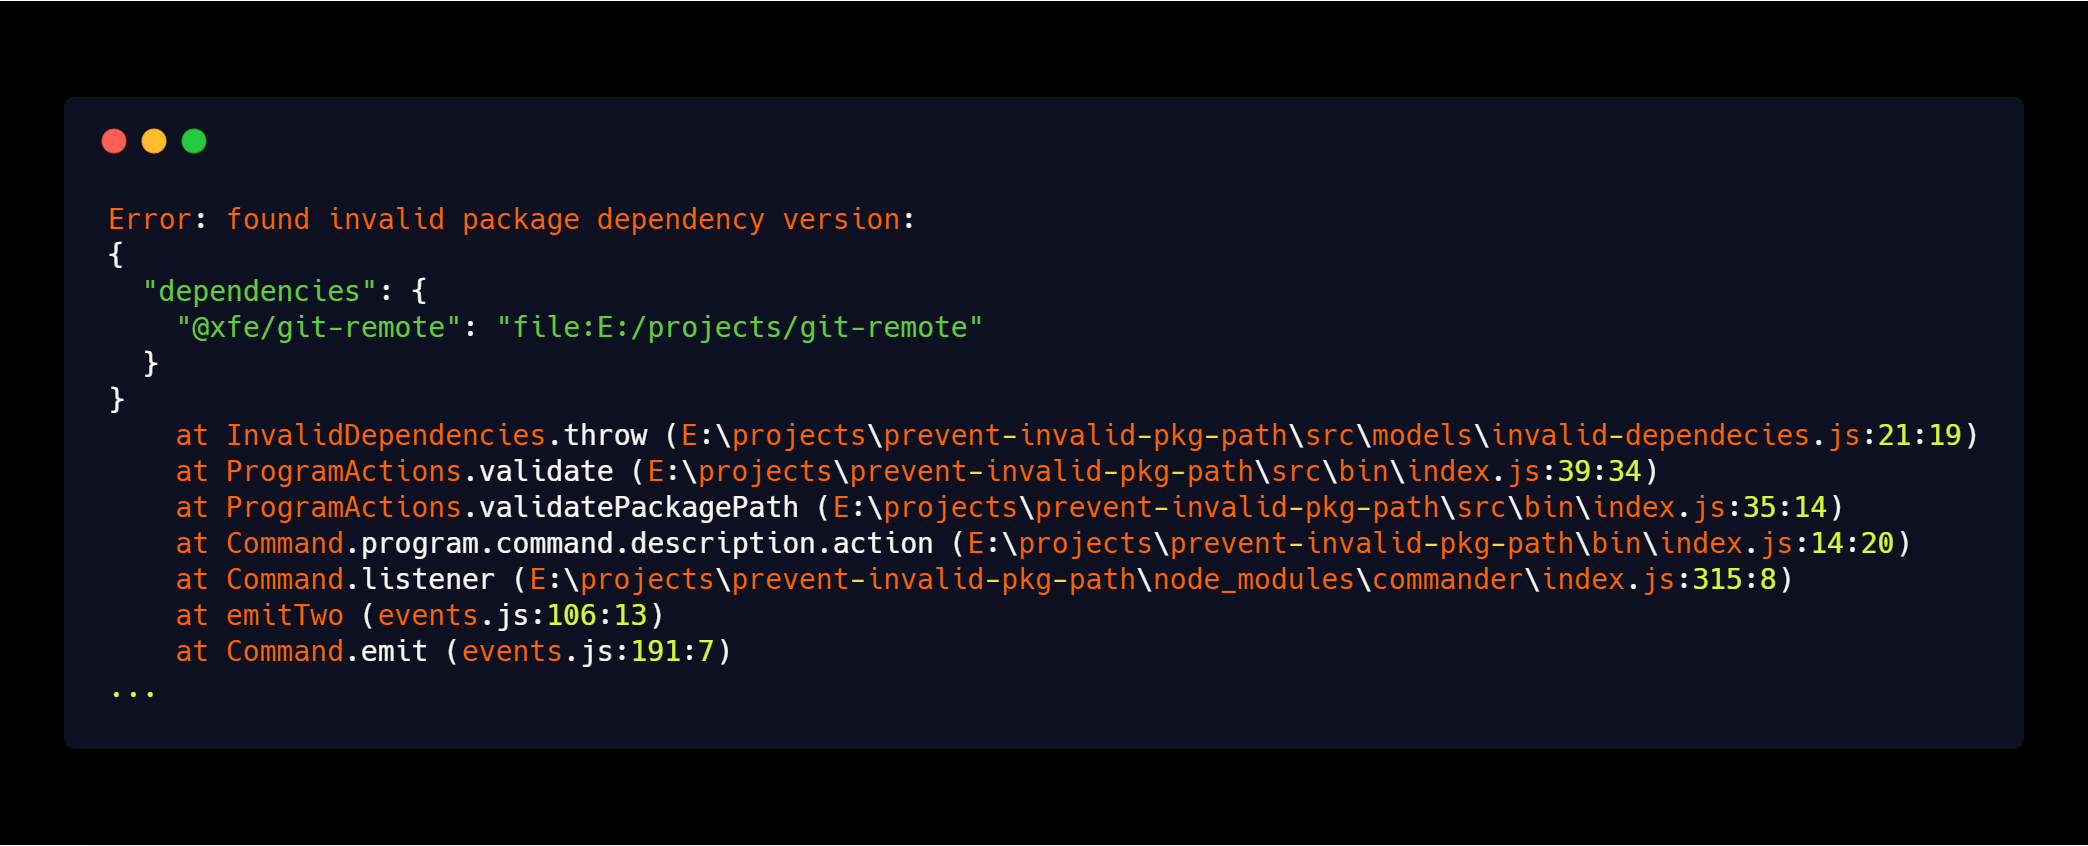 Error: found invalid package dependency version:
{
  "dependencies": {
    "@xfe/git-remote": "file:E:/projects/git-remote"
  }
}
    at InvalidDependencies.throw (E:\projects\prevent-invalid-pkg-path\src\models\invalid-dependecies.js:21:19)
    at ProgramActions.validate (E:\projects\prevent-invalid-pkg-path\src\bin\index.js:39:34)
    at ProgramActions.validatePackagePath (E:\projects\prevent-invalid-pkg-path\src\bin\index.js:35:14)
    at Command.program.command.description.action (E:\projects\prevent-invalid-pkg-path\bin\index.js:14:20)
    at Command.listener (E:\projects\prevent-invalid-pkg-path\node_modules\commander\index.js:315:8)
    at emitTwo (events.js:106:13)
    at Command.emit (events.js:191:7)
...